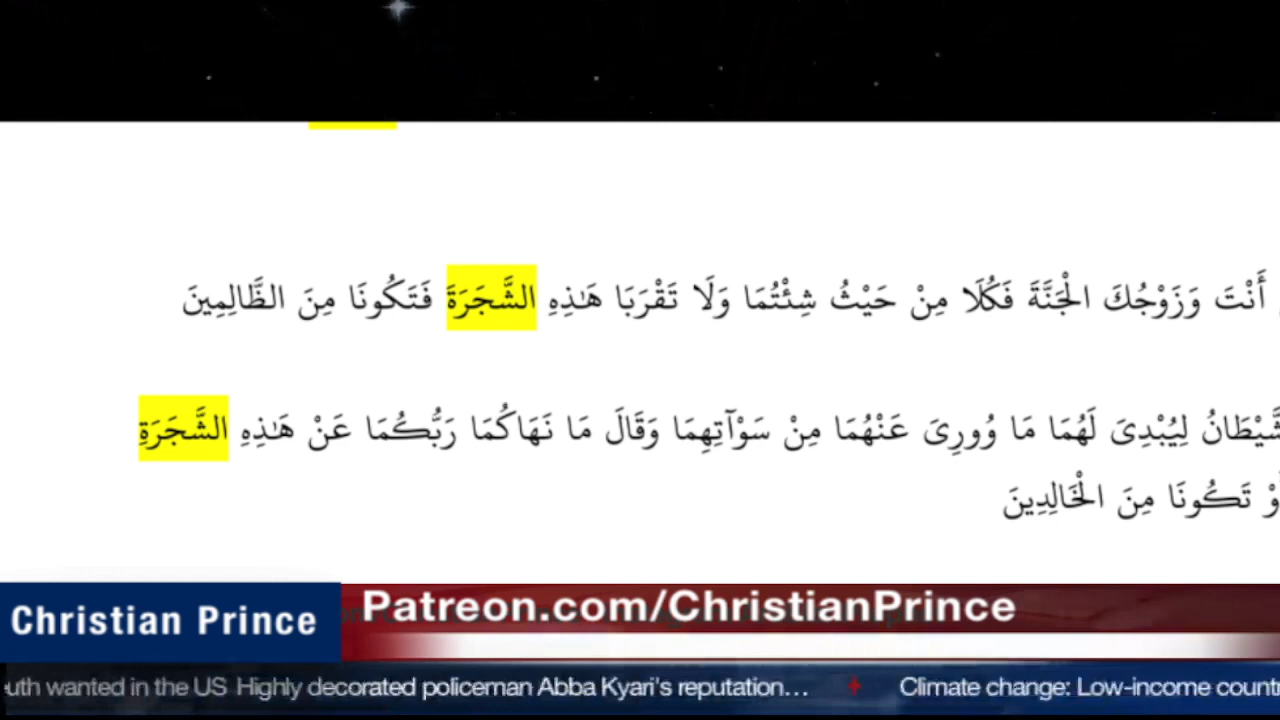 أَنْتَ وَزَوْجُكَ الْجَنَّةَ فَكُلَا مِنْ حَيْثُ شِئْتُمَا وَلَا تَقْرَبَا هَٰذِهِ الشَّجَرَةَ فَتَكُونَا مِنَ الظَّالِمِينَ
شَّيْطَانُ لِيُبْدِىَ لَهُمَا مَا وُورِىَ عَنْهُمَا مِنْ سَوْآتِهِمَا وَقَالَ مَا نَهَاكُمَا رَبُّكُمَا عَنْ هَٰذِهِ الشَّجَرَةِ
وْ تَكُونَا مِنَ الْخَالِدِينَ
Patreon.com/ChristianPrince
Christian Prince
uth wanted in the US Highly decorated policeman Abba Kyari's reputation... Climate change: Low-income countr